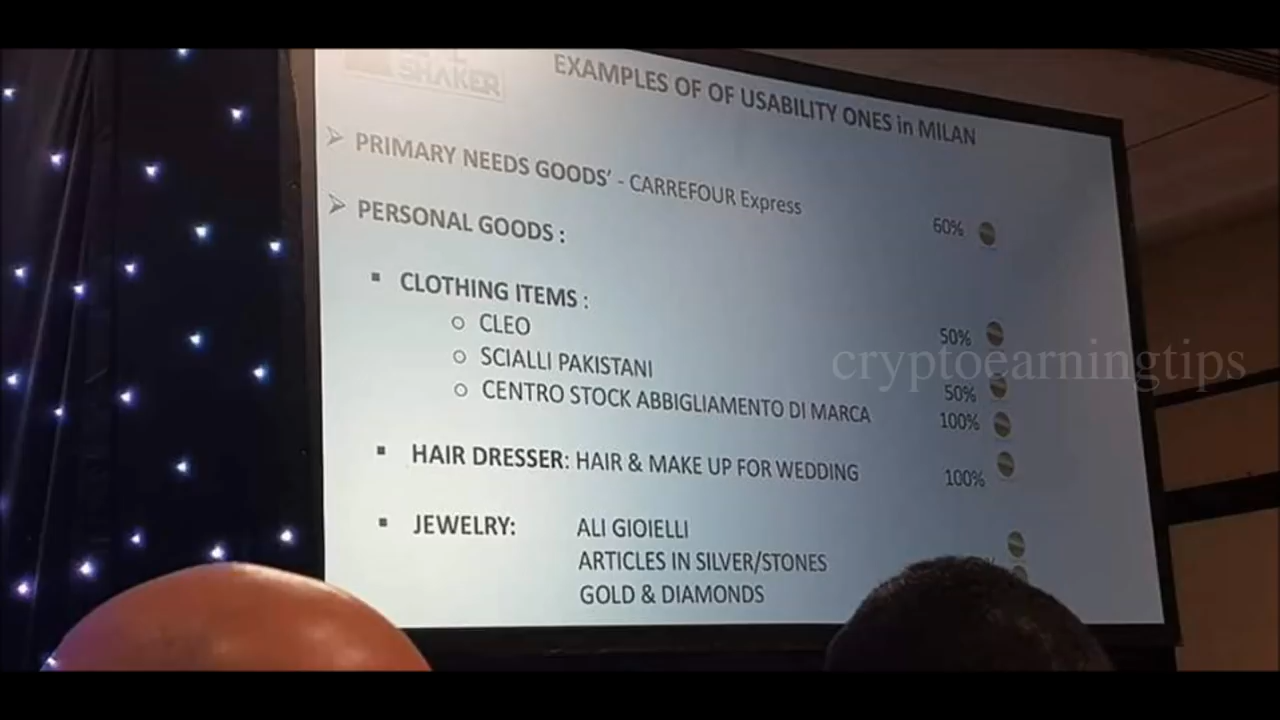 SHAKER
EXAMPLES OF OF USABILITY ONES in MILAN
➢ PRIMARY NEEDS GOODS’ - CARREFOUR Express 60%
➢ PERSONAL GOODS :
▪ CLOTHING ITEMS :
o CLEO 50%
o SCIALLI PAKISTANI 50%
o CENTRO STOCK ABBIGLIAMENTO DI MARCA 100%
▪ HAIR DRESSER: HAIR & MAKE UP FOR WEDDING 100%
▪ JEWELRY: ALI GIOIELLI
ARTICLES IN SILVER/STONES
GOLD & DIAMONDS
cryptoearningtips